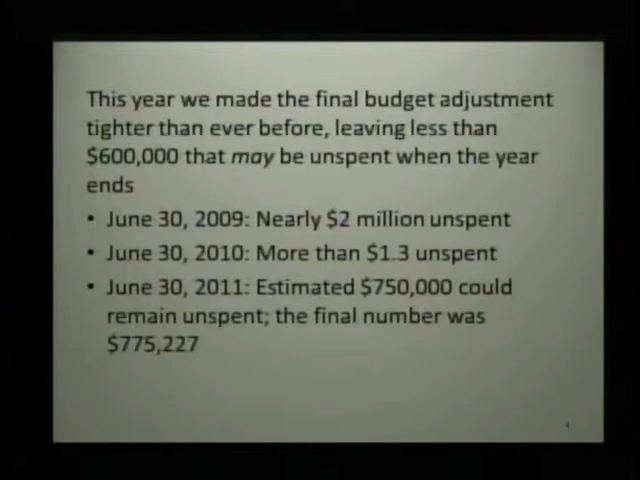 This year we made the final budget adjustment
tighter than ever before, leaving less than
$600,000 that may be unspent when the year
ends
• June 30, 2009: Nearly $2 million unspent
• June 30, 2010: More than $1.3 unspent
• June 30, 2011: Estimated $750,000 could
remain unspent; the final number was
$775,227
4